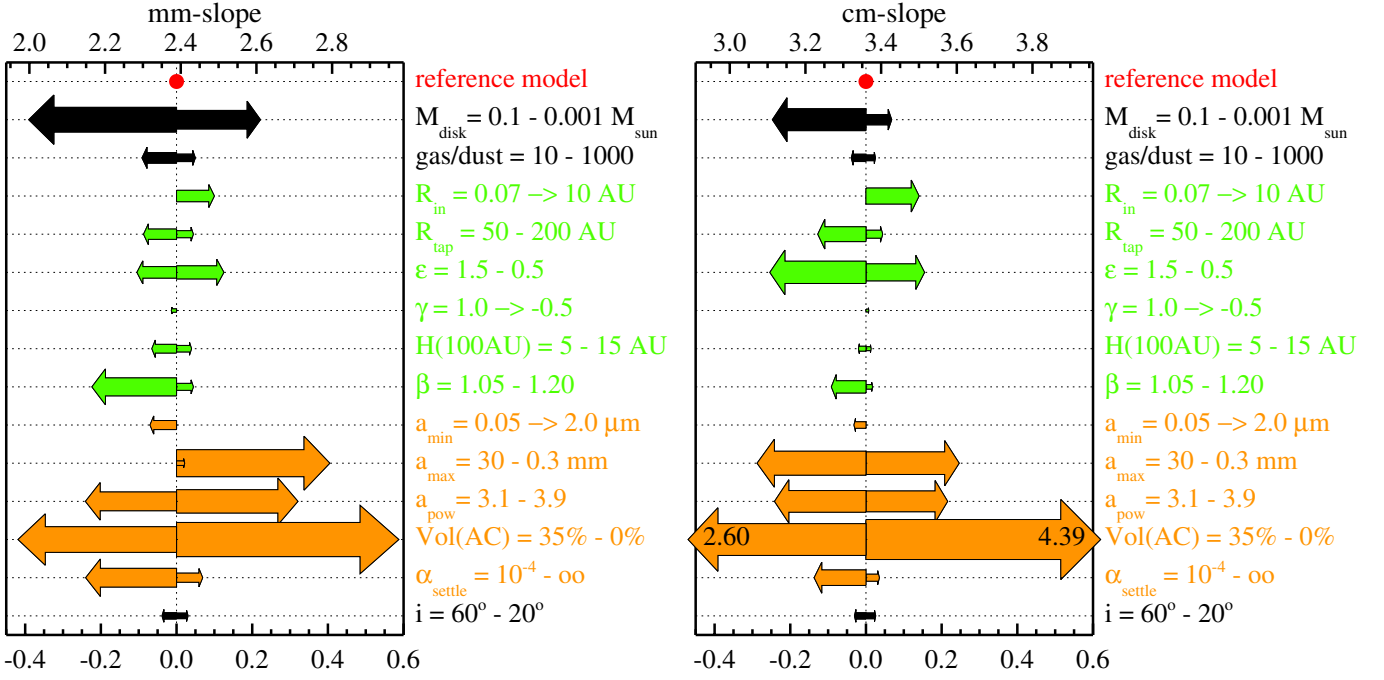 mm-slope
2.0 2.2 2.4 2.6 2.8
reference model
M_disk = 0.1 - 0.001 M_sun
gas/dust = 10 - 1000
R_in = 0.07 −> 10 AU
R_tap = 50 - 200 AU
ε = 1.5 - 0.5
γ = 1.0 −> -0.5
H(100AU) = 5 - 15 AU
β = 1.05 - 1.20
a_min = 0.05 −> 2.0 μm
a_max = 30 - 0.3 mm
a_pow = 3.1 - 3.9
Vol(AC) = 35% - 0%
α_settle = 10^-4 - oo
i = 60° - 20°
-0.4 -0.2 0.0 0.2 0.4 0.6
cm-slope
3.0 3.2 3.4 3.6 3.8
reference model
M_disk = 0.1 - 0.001 M_sun
gas/dust = 10 - 1000
R_in = 0.07 −> 10 AU
R_tap = 50 - 200 AU
ε = 1.5 - 0.5
γ = 1.0 −> -0.5
H(100AU) = 5 - 15 AU
β = 1.05 - 1.20
a_min = 0.05 −> 2.0 μm
a_max = 30 - 0.3 mm
a_pow = 3.1 - 3.9
2.60 4.39 Vol(AC) = 35% - 0%
α_settle = 10^-4 - oo
i = 60° - 20°
-0.4 -0.2 0.0 0.2 0.4 0.6